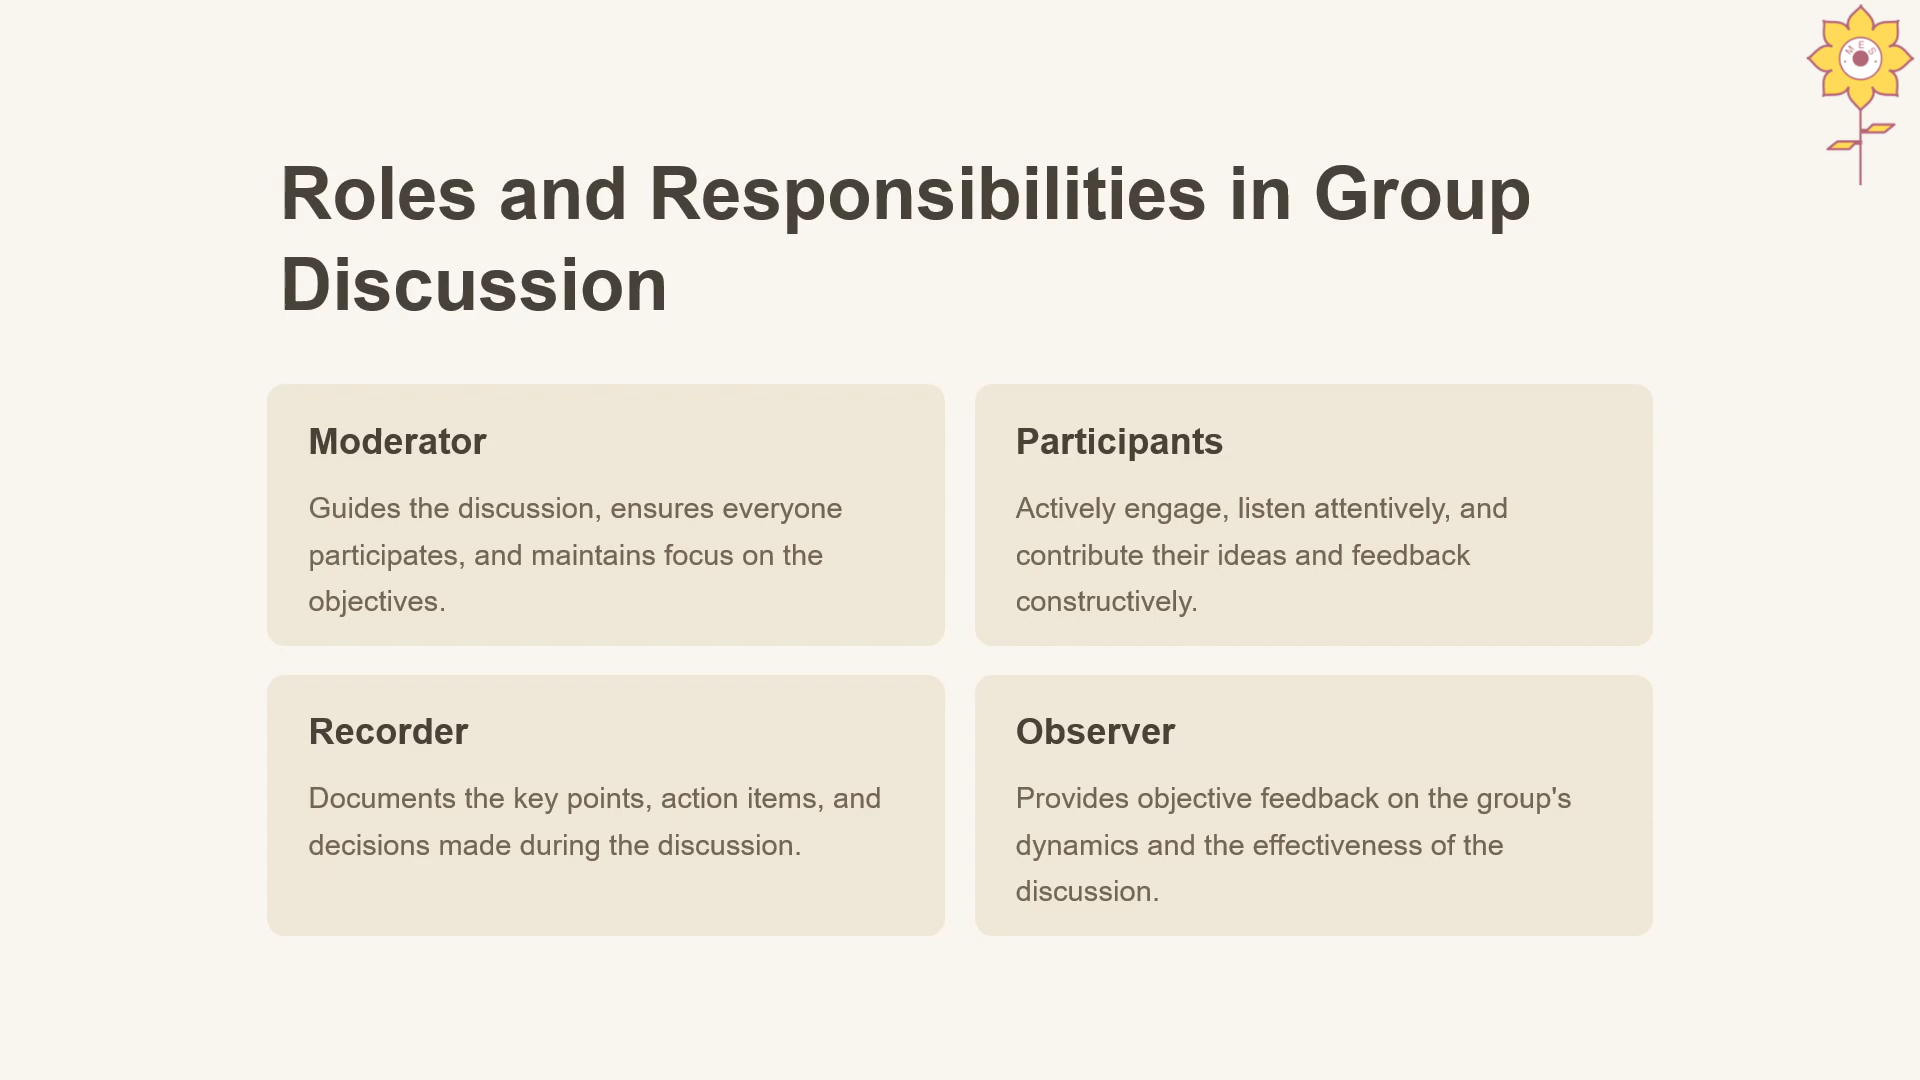 MES
Roles and Responsibilities in Group
Discussion
Moderator
Guides the discussion, ensures everyone
participates, and maintains focus on the
objectives.
Participants
Actively engage, listen attentively, and
contribute their ideas and feedback
constructively.
Recorder
Documents the key points, action items, and
decisions made during the discussion.
Observer
Provides objective feedback on the group's
dynamics and the effectiveness of the
discussion.